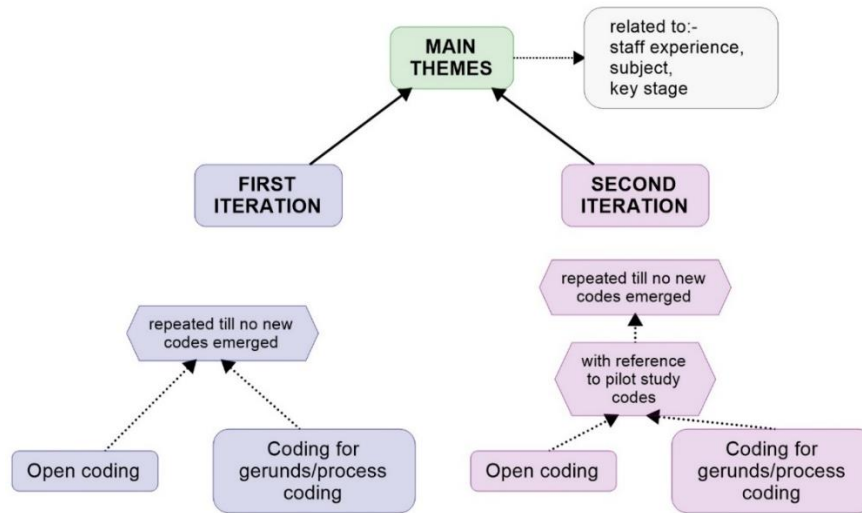 MAIN
THEMES
related to:-
staff experience,
subject,
key stage
FIRST
ITERATION
SECOND
ITERATION
repeated till no new
codes emerged
repeated till no new
codes emerged
with reference
to pilot study
codes
Open coding
Coding for
gerunds/process
coding
Open coding
Coding for
gerunds/process
coding